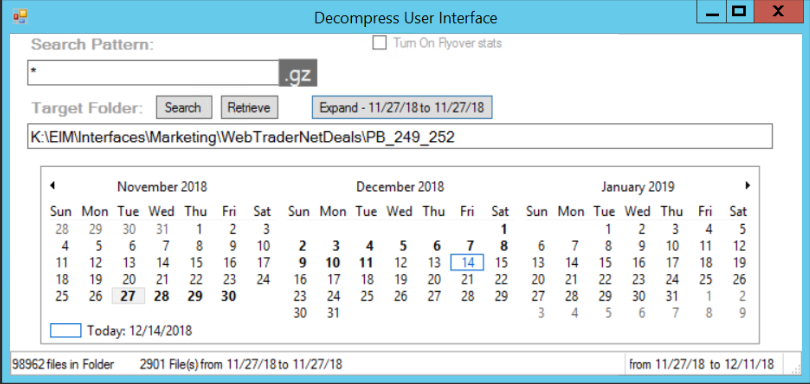 Decompress User Interface
Search Pattern:
Turn On Flyover stats
* .gz
Target Folder: Search Retrieve Expand - 11/27/18 to 11/27/18
K:\EIM\Interfaces\Marketing\WebTraderNetDeals\PB_249_252
November 2018 December 2018 January 2019
Sun Mon Tue Wed Thu Fri Sat Sun Mon Tue Wed Thu Fri Sat Sun Mon Tue Wed Thu Fri Sat
28 29 30 31 1 2 3 1 1 2 3 4 5
4 5 6 7 8 9 10 2 3 4 5 6 7 8 6 7 8 9 10 11 12
11 12 13 14 15 16 17 9 10 11 12 13 14 15 13 14 15 16 17 18 19
18 19 20 21 22 23 24 16 17 18 19 20 21 22 20 21 22 23 24 25 26
25 26 27 28 29 30 23 24 25 26 27 28 29 27 28 29 30 31 1 2
30 31 3 4 5 6 7 8 9
Today: 12/14/2018
98962 files in Folder 2901 File(s) from 11/27/18 to 11/27/18 from 11/27/18 to 12/11/18